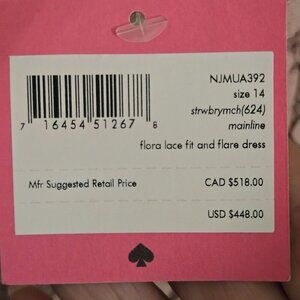 NJMUA392
size 14
strwbrymch(624)
mainline
7 16454 51267 8
flora lace fit and flare dress
Mfr Suggested Retail Price CAD $518.00
USD $448.00